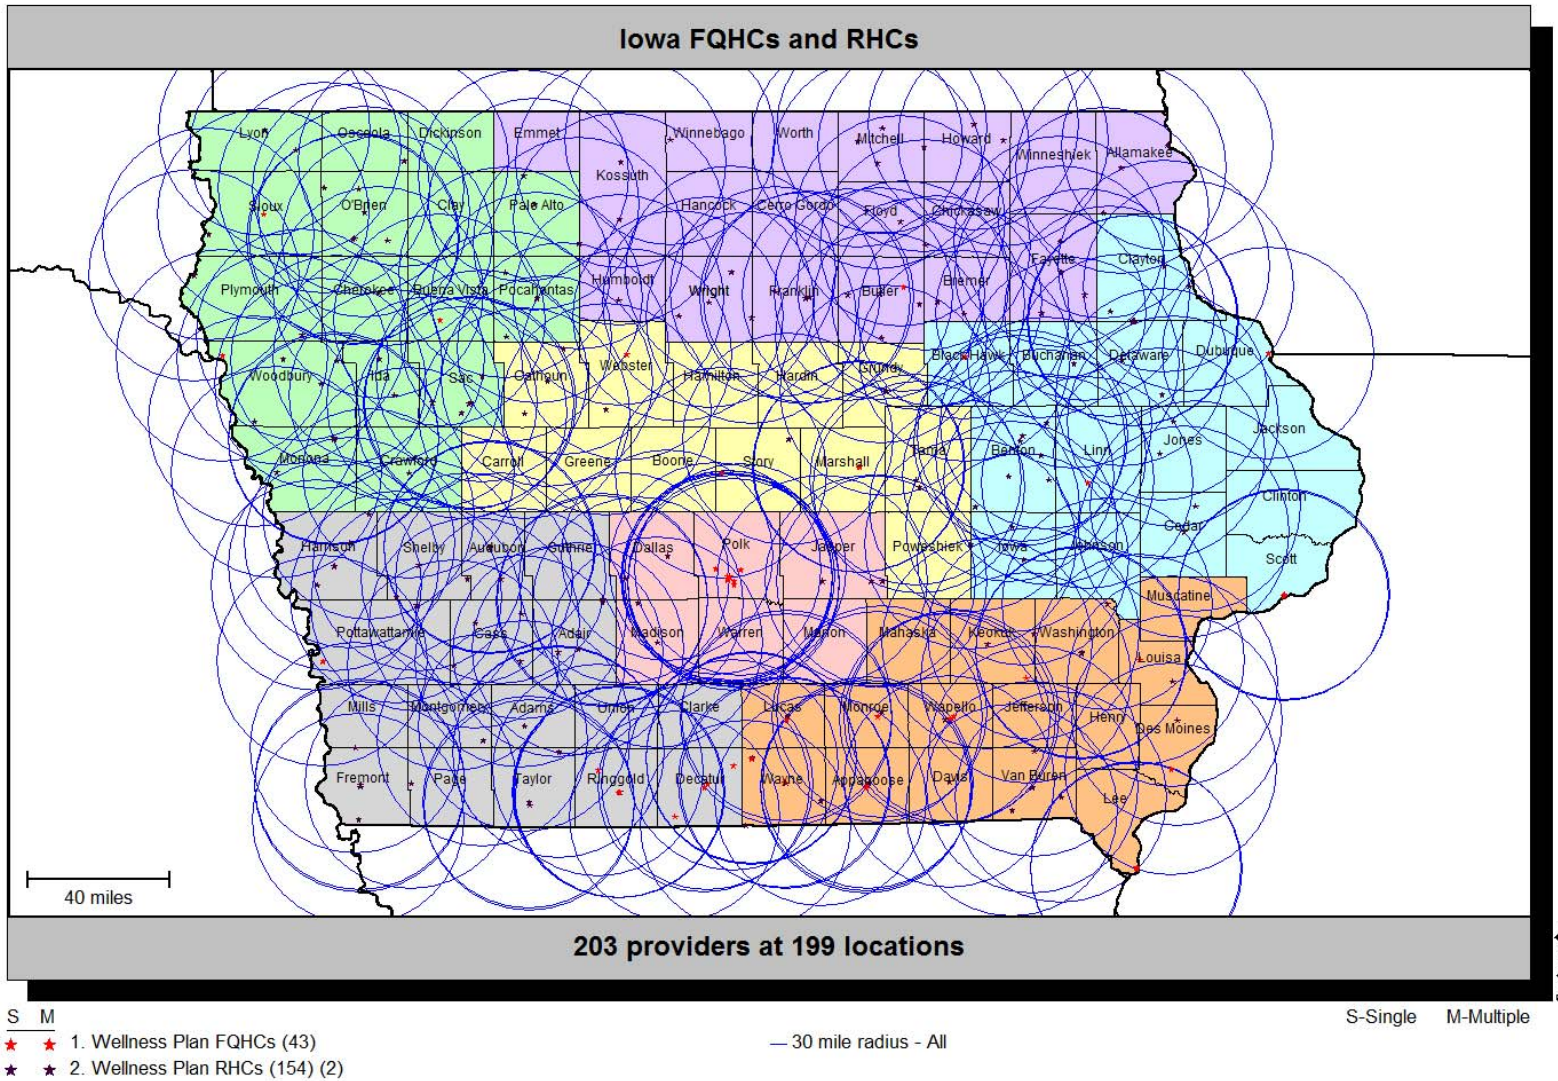 Iowa FQHCs and RHCs
Lyon Osceola Dickinson Emmet Winnebago Worth Mitchell Howard Winneshiek Allamakee
Kossuth
Sioux O'Brien Clay Palo Alto Hancock Cerro Gordo Floyd Chickasaw
Plymouth Cherokee Buena Vista Pocahontas Humboldt Wright Franklin Butler Bremer Fayette Clayton
Woodbury Ida Sac Calhoun Webster Hamilton Hardin Grundy Black Hawk Buchanan Delaware Dubuque
Monona Crawford Carroll Greene Boone Story Marshall Tama Benton Linn Jones Jackson
Clinton
Harrison Shelby Audubon Guthrie Dallas Polk Jasper Poweshiek Iowa Johnson Cedar Scott
Muscatine
Pottawattamie Cass Adair Madison Warren Marion Mahaska Keokuk Washington Louisa
Mills Montgomery Adams Union Clarke Lucas Monroe Wapello Jefferson Henry Des Moines
Fremont Page Taylor Ringgold Decatur Wayne Appanoose Davis Van Buren Lee
40 miles
203 providers at 199 locations
S M
1. Wellness Plan FQHCs (43)
2. Wellness Plan RHCs (154) (2)
30 mile radius - All
S-Single M-Multiple